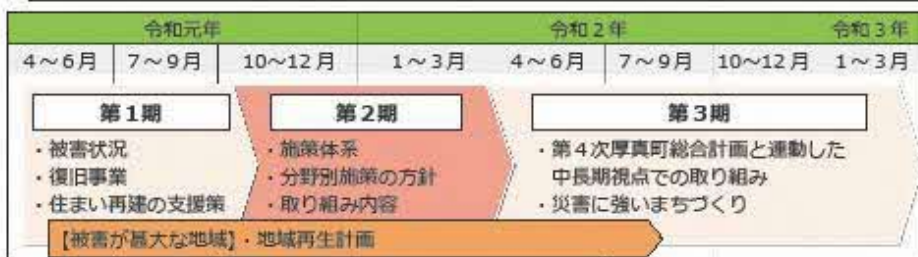 令和元年 令和2年 令和3年
4～6月 7～9月 10～12月 1～3月 4～6月 7～9月 10～12月 1～3月
第1期
・被害状況
・復旧事業
・住まい再建の支援策
第2期
・施策体系
・分野別施策の方針
・取り組み内容
第3期
・第4次厚真町総合計画と連動した
中長期視点での取り組み
・災害に強いまちづくり
【被害が甚大な地域】・地域再生計画